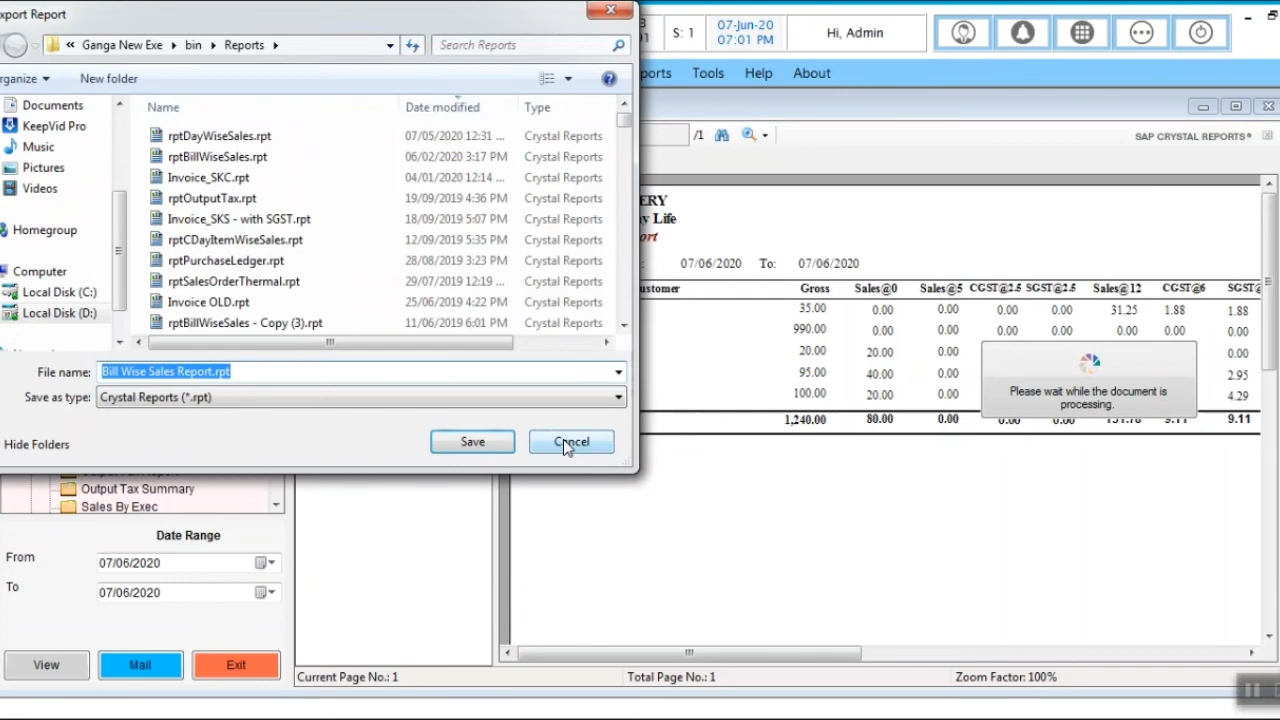 xport Report
« Ganga New Exe ▸ bin ▸ Reports ▸
Search Reports
rganize
New folder
Documents
KeepVid Pro
Music
Pictures
Videos
Homegroup
Computer
Local Disk (C:)
Local Disk (D:)
Name Date modified Type
rptDayWiseSales.rpt 07/05/2020 12:31 ... Crystal Reports
rptBillWiseSales.rpt 06/02/2020 3:17 PM Crystal Reports
Invoice_SKC.rpt 04/01/2020 12:14 ... Crystal Reports
rptOutputTax.rpt 19/09/2019 4:36 PM Crystal Reports
Invoice_SKS - with SGST.rpt 18/09/2019 5:07 PM Crystal Reports
rptCDayItemWiseSales.rpt 12/09/2019 5:35 PM Crystal Reports
rptPurchaseLedger.rpt 28/08/2019 3:23 PM Crystal Reports
rptSalesOrderThermal.rpt 29/07/2019 12:19 ... Crystal Reports
Invoice OLD.rpt 25/06/2019 4:22 PM Crystal Reports
rptBillWiseSales - Copy (3).rpt 11/06/2019 6:01 PM Crystal Reports
File name: Bill Wise Sales Report.rpt
Save as type: Crystal Reports (*.rpt)
Hide Folders
Save
Cancel
S: 1
07-Jun-20
07:01 PM
Hi, Admin
ports Tools Help About
/1
SAP CRYSTAL REPORTS®
ERY
y Life
ort
: 07/06/2020 To: 07/06/2020
ustomer Gross Sales@0 Sales@5 CGST@2.5 SGST@2.5 Sales@12 CGST@6 SGST@
35.00 0.00 0.00 0.00 0.00 31.25 1.88 1.88
990.00 0.00 0.00 0.00 0.00 0.00 0.00 0.00
20.00 20.00 0.00 0.00
95.00 40.00 0.00 2.95
100.00 20.00 0.00 4.29
1,240.00 80.00 0.00 0.00 0.00 151.78 9.11 9.11
Please wait while the document is
processing.
Output Tax Summary
Sales By Exec
Date Range
From 07/06/2020
To 07/06/2020
View
Mail
Exit
Current Page No.: 1
Total Page No.: 1
Zoom Factor: 100%